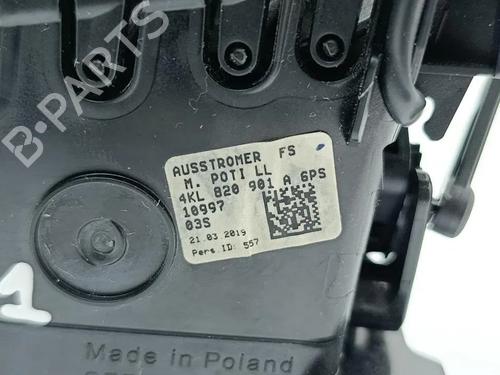 B-PARTS
AUSSTROMER FS
M. POTI LL
4KL 820 901 A 6PS
10997
03S
21.03.2019
Pers.ID: 557
1
Made in Poland